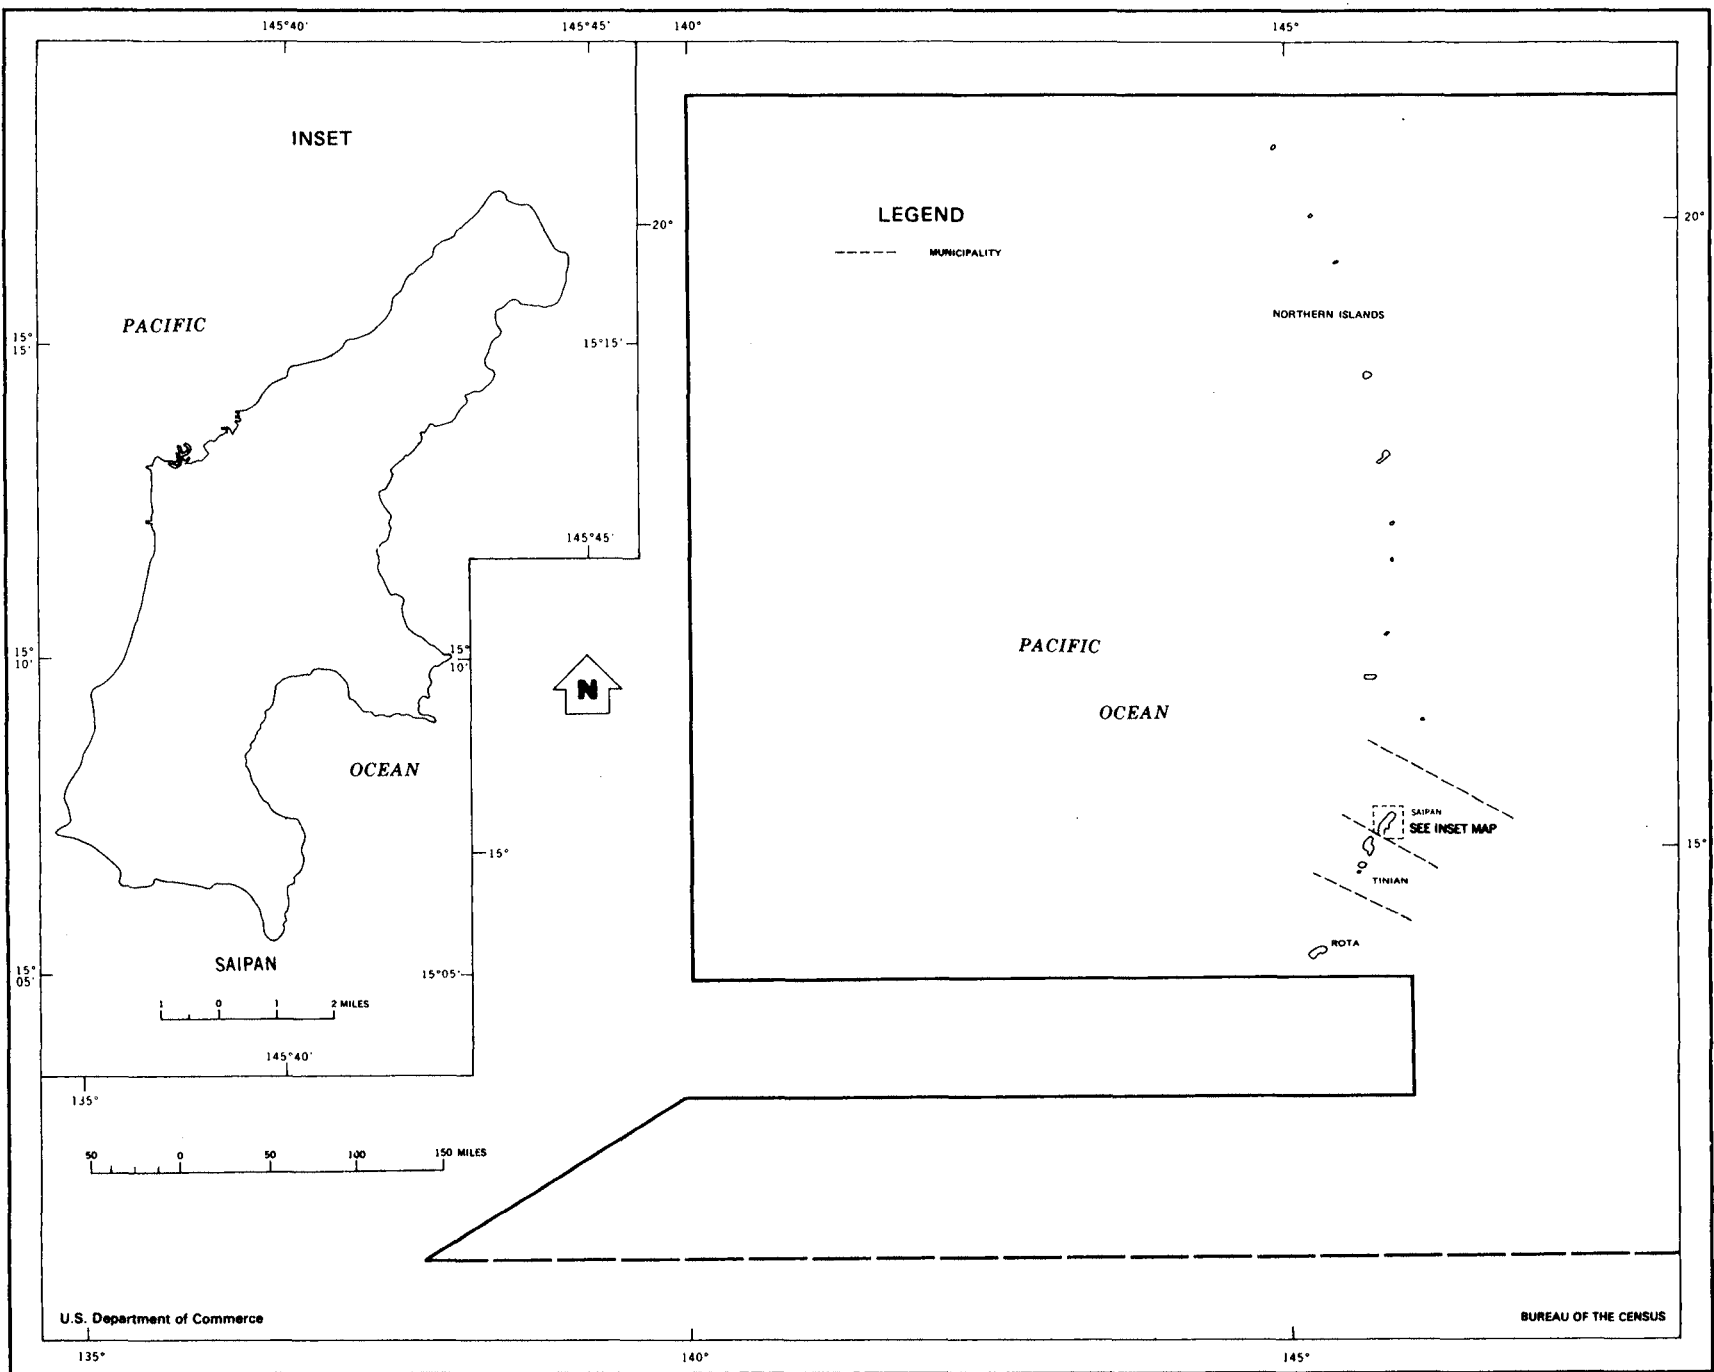 145°40'
145°45'
140°
145°
INSET
LEGEND
20°
20°
MUNICIPALITY
NORTHERN ISLANDS
PACIFIC
15°
15'
15°15'
145°45'
PACIFIC
15°
10'
15°
10'
N
OCEAN
OCEAN
SAIPAN
SEE INSET MAP
15°
15°
TINIAN
ROTA
SAIPAN
15°
05'
15°05'
1 0 1 2 MILES
145°40'
135°
50 0 50 100 150 MILES
U.S. Department of Commerce
BUREAU OF THE CENSUS
135°
140°
145°